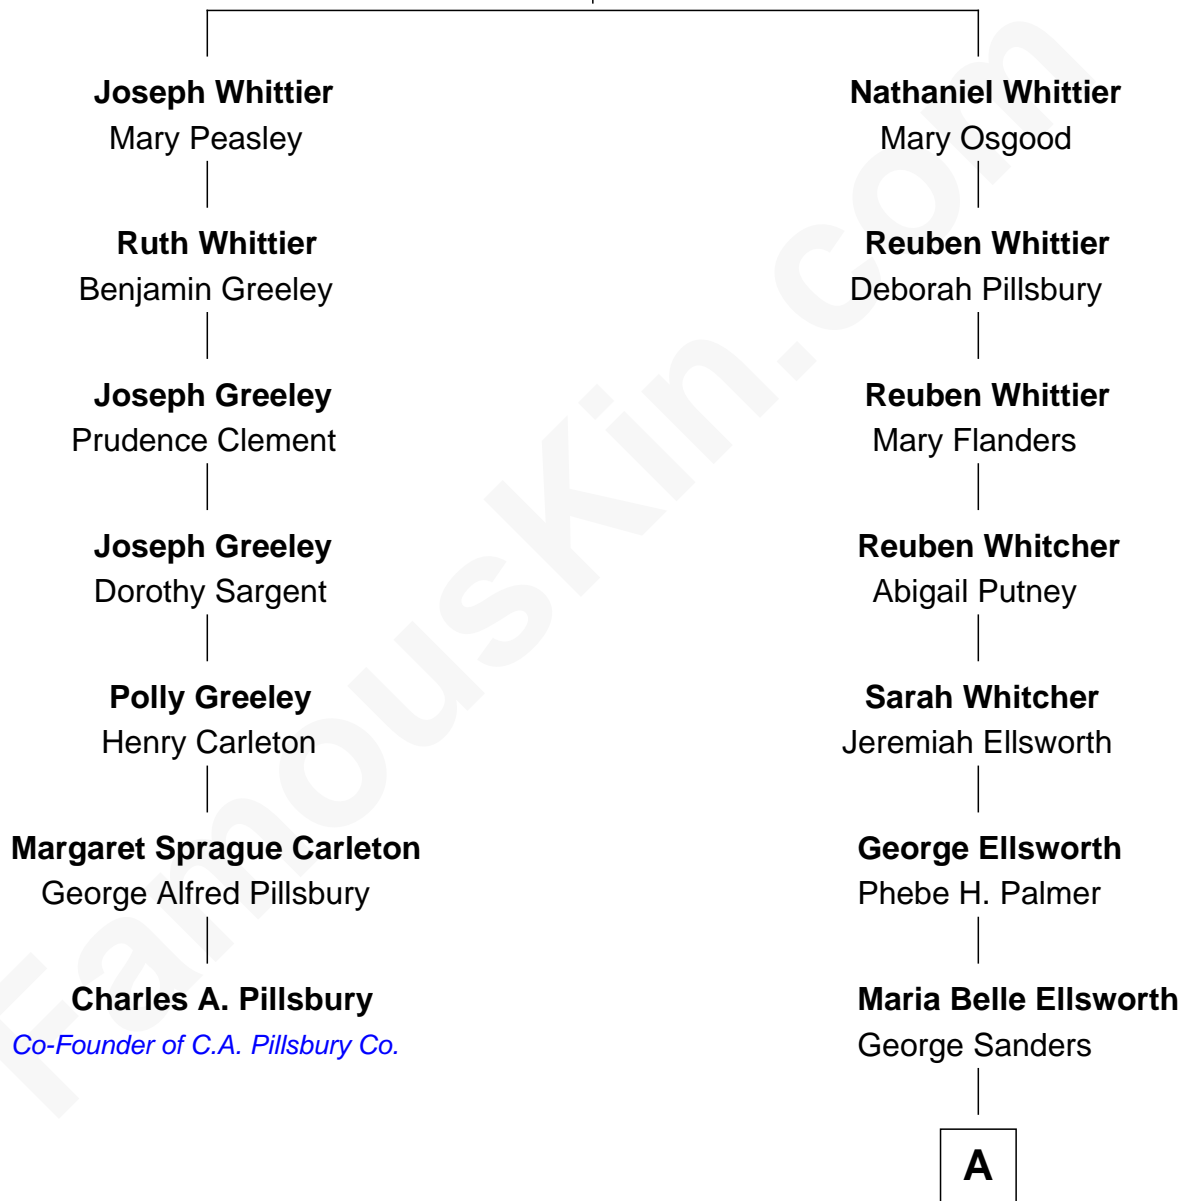 Joseph Whittier
Mary Peasley
Ruth Whittier
Benjamin Greeley
Joseph Greeley
Prudence Clement
Joseph Greeley
Dorothy Sargent
Polly Greeley
Henry Carleton
Margaret Sprague Carleton
George Alfred Pillsbury
Charles A. Pillsbury
Co-Founder of C.A. Pillsbury Co.
Nathaniel Whittier
Mary Osgood
Reuben Whittier
Deborah Pillsbury
Reuben Whittier
Mary Flanders
Reuben Whitcher
Abigail Putney
Sarah Whitcher
Jeremiah Ellsworth
George Ellsworth
Phebe H. Palmer
Maria Belle Ellsworth
George Sanders
A
FamousKin.com